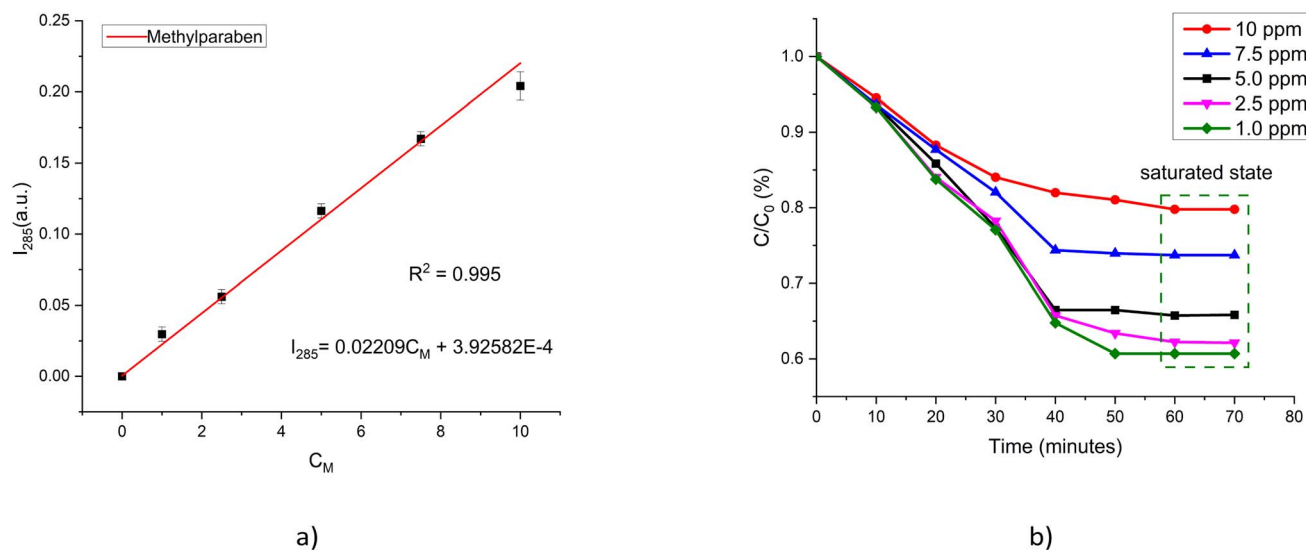 0.25
0.20
0.15
0.10
0.05
0.00
I285(a.u.)
Methylparaben
R2 = 0.995
I285= 0.02209CM + 3.92582E-4
0 2 4 6 8 10
CM
a)
10 ppm
7.5 ppm
5.0 ppm
2.5 ppm
1.0 ppm
saturated state
1.0
0.9
0.8
0.7
0.6
C/C0 (%)
0 10 20 30 40 50 60 70 80
Time (minutes)
b)